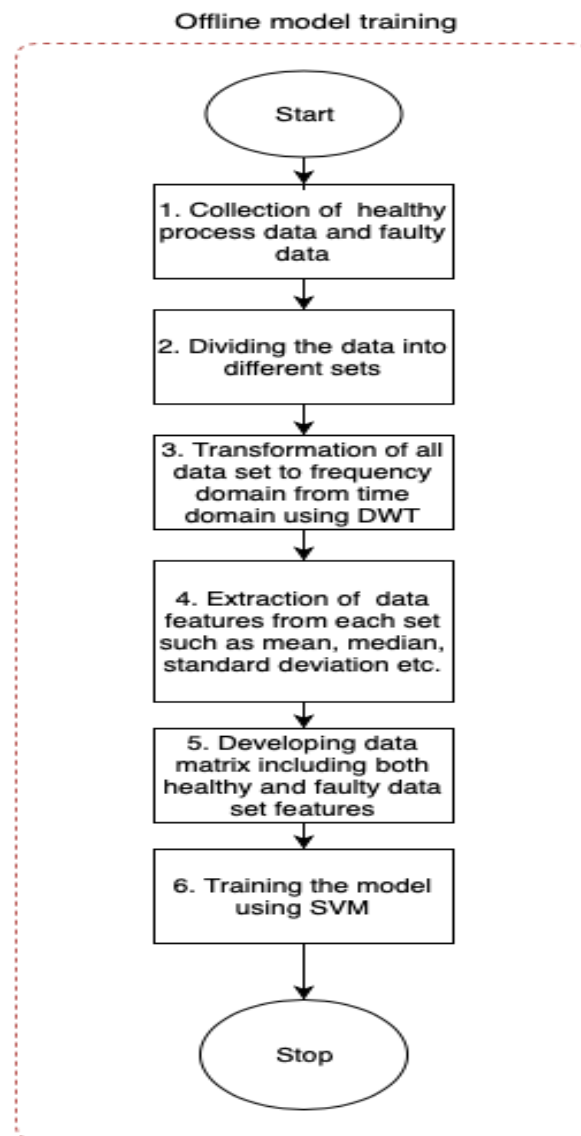 Offline model training
Start
1. Collection of healthy
process data and faulty
data
2. Dividing the data into
different sets
3. Transformation of all
data set to frequency
domain from time
domain using DWT
4. Extraction of data
features from each set
such as mean, median,
standard deviation etc.
5. Developing data
matrix including both
healthy and faulty data
set features
6. Training the model
using SVM
Stop